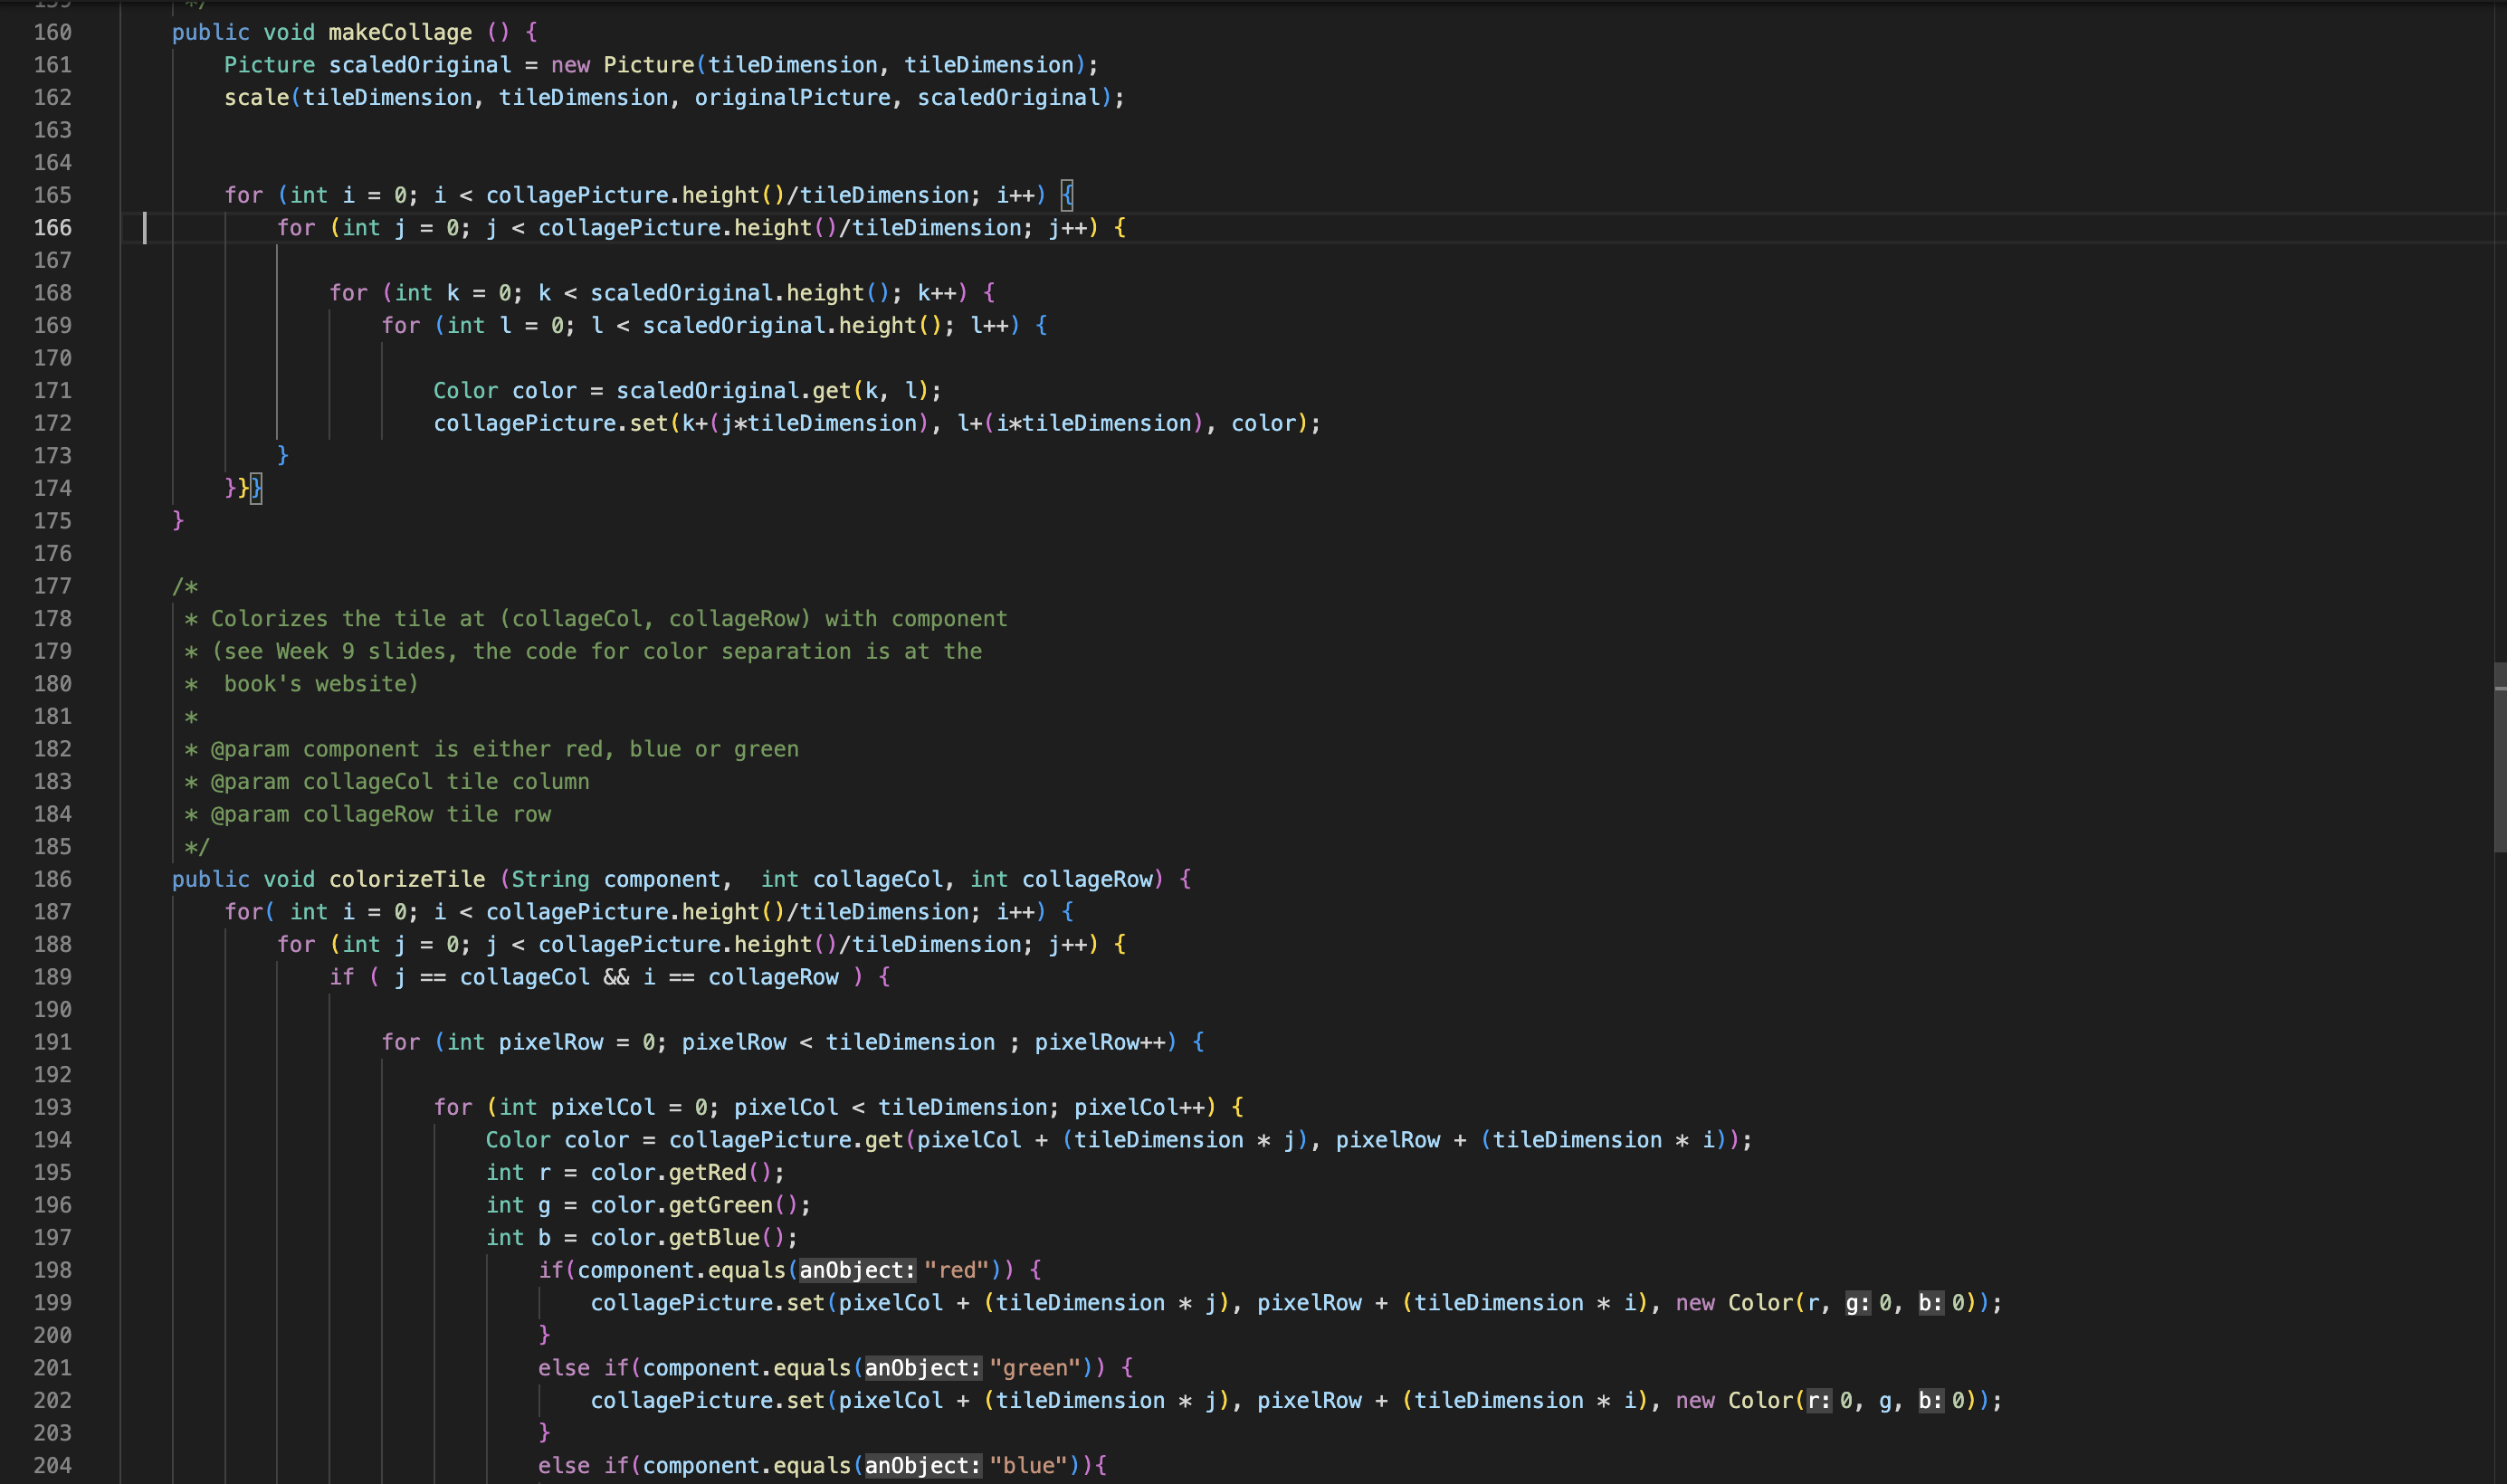 159 */
160 public void makeCollage () {
161 Picture scaledOriginal = new Picture(tileDimension, tileDimension);
162 scale(tileDimension, tileDimension, originalPicture, scaledOriginal);
163
164
165 for (int i = 0; i < collagePicture.height()/tileDimension; i++) {
166 for (int j = 0; j < collagePicture.height()/tileDimension; j++) {
167
168 for (int k = 0; k < scaledOriginal.height(); k++) {
169 for (int l = 0; l < scaledOriginal.height(); l++) {
170
171 Color color = scaledOriginal.get(k, l);
172 collagePicture.set(k+(j*tileDimension), l+(i*tileDimension), color);
173 }
174 }}}
175 }
176
177 /*
178 * Colorizes the tile at (collageCol, collageRow) with component
179 * (see Week 9 slides, the code for color separation is at the
180 *  book's website)
181 *
182 * @param component is either red, blue or green
183 * @param collageCol tile column
184 * @param collageRow tile row
185 */
186 public void colorizeTile (String component,  int collageCol, int collageRow) {
187 for( int i = 0; i < collagePicture.height()/tileDimension; i++) {
188 for (int j = 0; j < collagePicture.height()/tileDimension; j++) {
189 if ( j == collageCol && i == collageRow ) {
190
191 for (int pixelRow = 0; pixelRow < tileDimension ; pixelRow++) {
192
193 for (int pixelCol = 0; pixelCol < tileDimension; pixelCol++) {
194 Color color = collagePicture.get(pixelCol + (tileDimension * j), pixelRow + (tileDimension * i));
195 int r = color.getRed();
196 int g = color.getGreen();
197 int b = color.getBlue();
198 if(component.equals(anObject: "red")) {
199 collagePicture.set(pixelCol + (tileDimension * j), pixelRow + (tileDimension * i), new Color(r, g: 0, b: 0));
200 }
201 else if(component.equals(anObject: "green")) {
202 collagePicture.set(pixelCol + (tileDimension * j), pixelRow + (tileDimension * i), new Color(r: 0, g, b: 0));
203 }
204 else if(component.equals(anObject: "blue")){